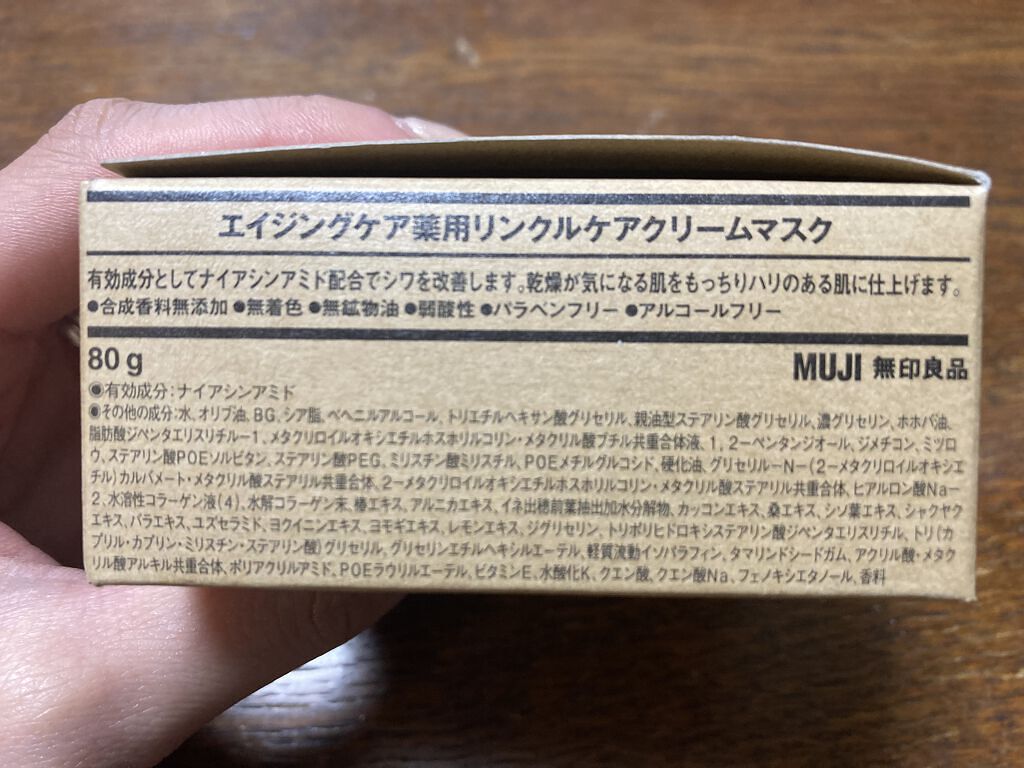 エイジングケア薬用リンクルケアクリームマスク
有効成分としてナイアシンアミド配合でシワを改善します。乾燥が気になる肌をもっちりハリのある肌に仕上げます。
●合成香料無添加 ●無着色 ●無鉱物油 ●弱酸性 ●パラベンフリー ●アルコールフリー
80g MUJI 無印良品
◉有効成分：ナイアシンアミド
◉その他の成分：水、オリブ油、BG、シア脂、ベヘニルアルコール、トリエチルヘキサン酸グリセリル、親油型ステアリン酸グリセリル、濃グリセリン、ホホバ油、
脂肪酸ジペンタエリスリチル－1、メタクリロイルオキシエチルホスホリルコリン・メタクリル酸ブチル共重合体液、1，2－ペンタンジオール、ジメチコン、ミツロ
ウ、ステアリン酸POEソルビタン、ステアリン酸PEG、ミリスチン酸ミリスチル、POEメチルグルコシド、硬化油、グリセリル－N－（2－メタクリロイルオキシエ
チル）カルバメート・メタクリル酸ステアリル共重合体、2－メタクリロイルオキシエチルホスホリルコリン・メタクリル酸ステアリル共重合体、ヒアルロン酸Na－
2、水溶性コラーゲン液（4）、水解コラーゲン末、椿エキス、アルニカエキス、イネ出穂前葉抽出加水分解物、カッコンエキス、桑エキス、シソ葉エキス、シャクヤク
エキス、バラエキス、ユズセラミド、ヨクイニンエキス、ヨモギエキス、レモンエキス、ジグリセリン、トリポリヒドロキシステアリン酸ジペンタエリスリチル、トリ（カ
プリル・カプリン・ミリスチン・ステアリン酸）グリセリル、グリセリンエチルヘキシルエーテル、軽質流動イソパラフィン、タマリンドシードガム、アクリル酸・メタク
リル酸アルキル共重合体、ポリアクリルアミド、POEラウリルエーテル、ビタミンE、水酸化K、クエン酸、クエン酸Na、フェノキシエタノール、香料